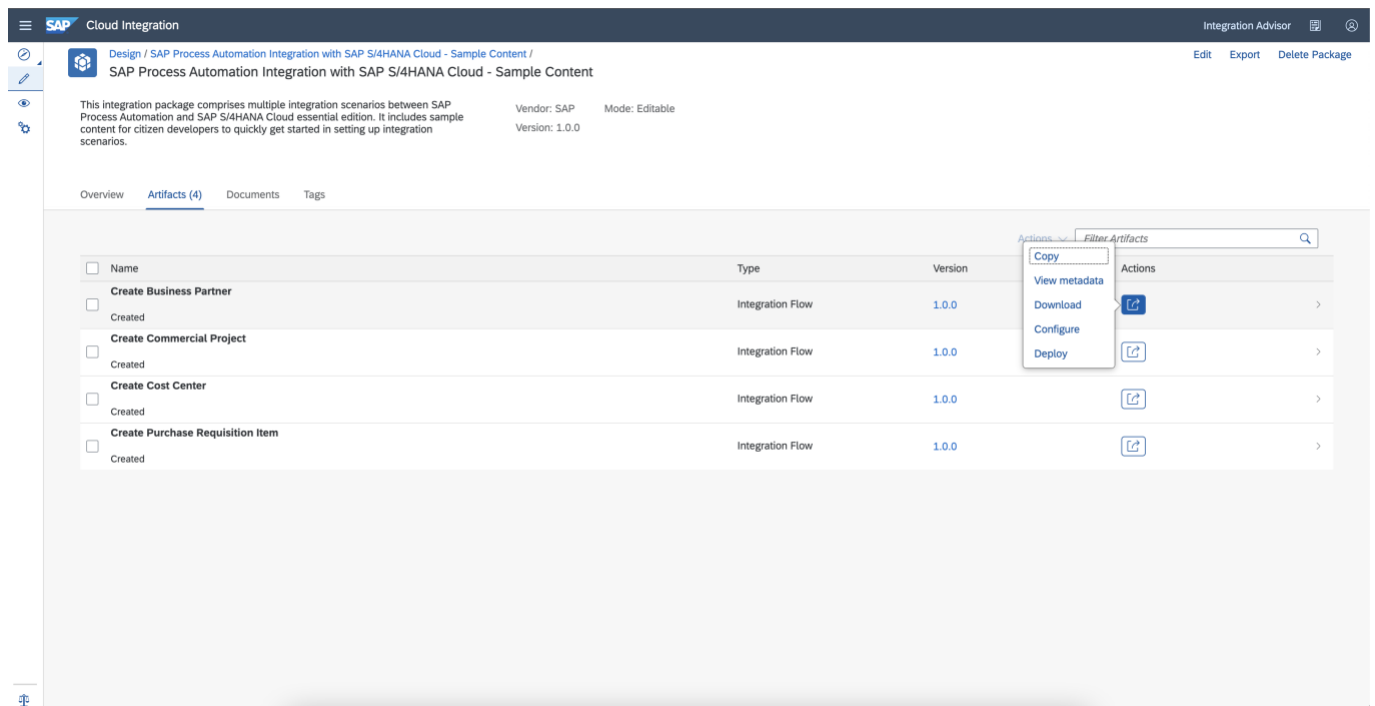 SAP Cloud Integration
Integration Advisor
Design / SAP Process Automation Integration with SAP S/4HANA Cloud - Sample Content /
Edit Export Delete Package
SAP Process Automation Integration with SAP S/4HANA Cloud - Sample Content
This integration package comprises multiple integration scenarios between SAP
Process Automation and SAP S/4HANA Cloud essential edition. It includes sample
content for citizen developers to quickly get started in setting up integration
scenarios.
Vendor: SAP Mode: Editable
Version: 1.0.0
Overview Artifacts (4) Documents Tags
Actions Filter Artifacts
Name Type Version Actions
Copy
View metadata
Download
Configure
Deploy
Create Business Partner
Integration Flow 1.0.0
Created
Create Commercial Project
Integration Flow 1.0.0
Created
Create Cost Center
Integration Flow 1.0.0
Created
Create Purchase Requisition Item
Integration Flow 1.0.0
Created